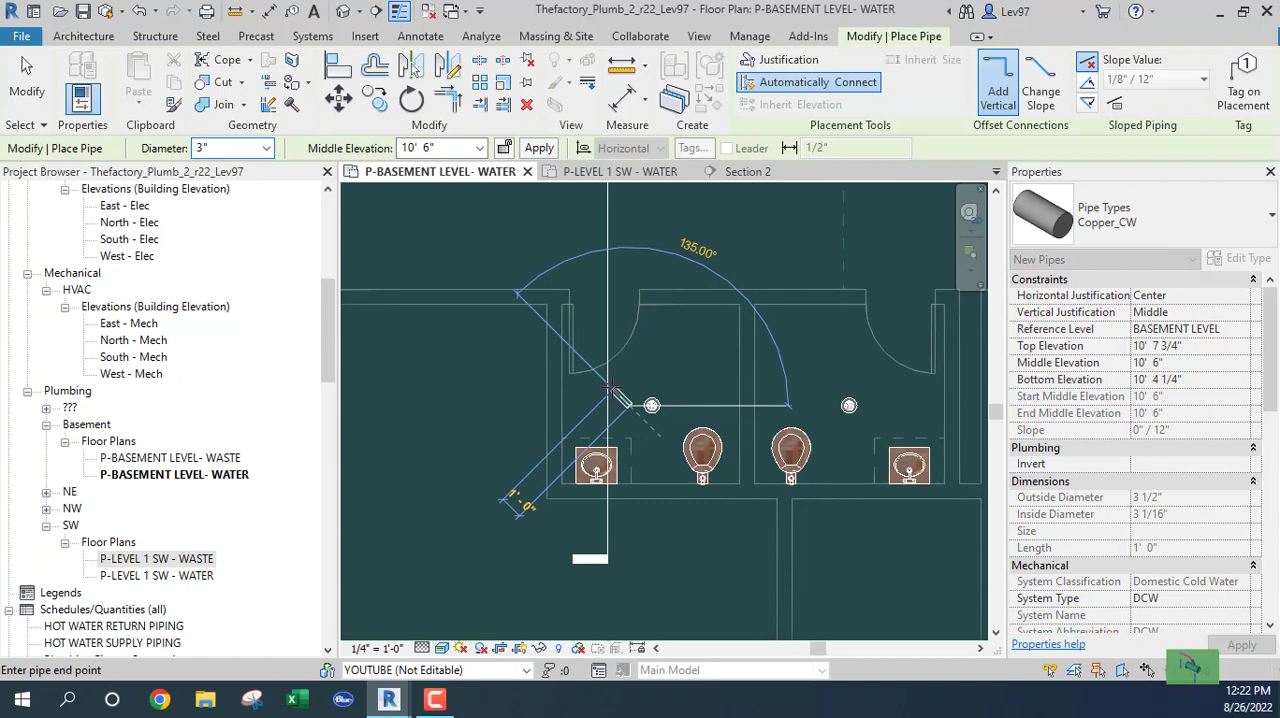 Thefactory_Plumb_2_r22_Lev97 - Floor Plan: P-BASEMENT LEVEL- WATER
Lev97
File Architecture Structure Steel Precast Systems Insert Annotate Analyze Massing & Site Collaborate View Manage Add-Ins Modify | Place Pipe
Modify
Select
Properties
Paste
Clipboard
Cope
Cut
Join
Geometry
Modify
View
Measure
Create
Justification
Automatically Connect
Inherit Elevation
Inherit Size
Placement Tools
Add Vertical
Change Slope
Offset Connections
Slope Value:
1/8" / 12"
Sloped Piping
Tag on Placement
Tag
Modify | Place Pipe Diameter: 3" Middle Elevation: 10' 6" Apply Horizontal Tags... Leader 1/2"
Project Browser - Thefactory_Plumb_2_r22_Lev97
Elevations (Building Elevation)
East - Elec
North - Elec
South - Elec
West - Elec
Mechanical
HVAC
Elevations (Building Elevation)
East - Mech
North - Mech
South - Mech
West - Mech
Plumbing
???
Basement
Floor Plans
P-BASEMENT LEVEL- WASTE
P-BASEMENT LEVEL- WATER
NE
NW
SW
Floor Plans
P-LEVEL 1 SW - WASTE
P-LEVEL 1 SW - WATER
Legends
Schedules/Quantities (all)
HOT WATER RETURN PIPING
HOT WATER SUPPLY PIPING
P-BASEMENT LEVEL- WATER P-LEVEL 1 SW - WATER Section 2
135.00°
1' - 0"
1/4" = 1'-0"
Properties
Pipe Types
Copper_CW
New Pipes Edit Type
Constraints
Horizontal Justification Center
Vertical Justification Middle
Reference Level BASEMENT LEVEL
Top Elevation 10' 7 3/4"
Middle Elevation 10' 6"
Bottom Elevation 10' 4 1/4"
Start Middle Elevation 10' 6"
End Middle Elevation 10' 6"
Slope 0" / 12"
Plumbing
Invert
Dimensions
Outside Diameter 3 1/2"
Inside Diameter 3 1/16"
Size
Length 1' 0"
Mechanical
System Classification Domestic Cold Water
System Type DCW
System Name
System Abbreviation DCW
Properties help Apply
Enter pipe end point YOUTUBE (Not Editable) :0 Main Model
12:22 PM
8/26/2022